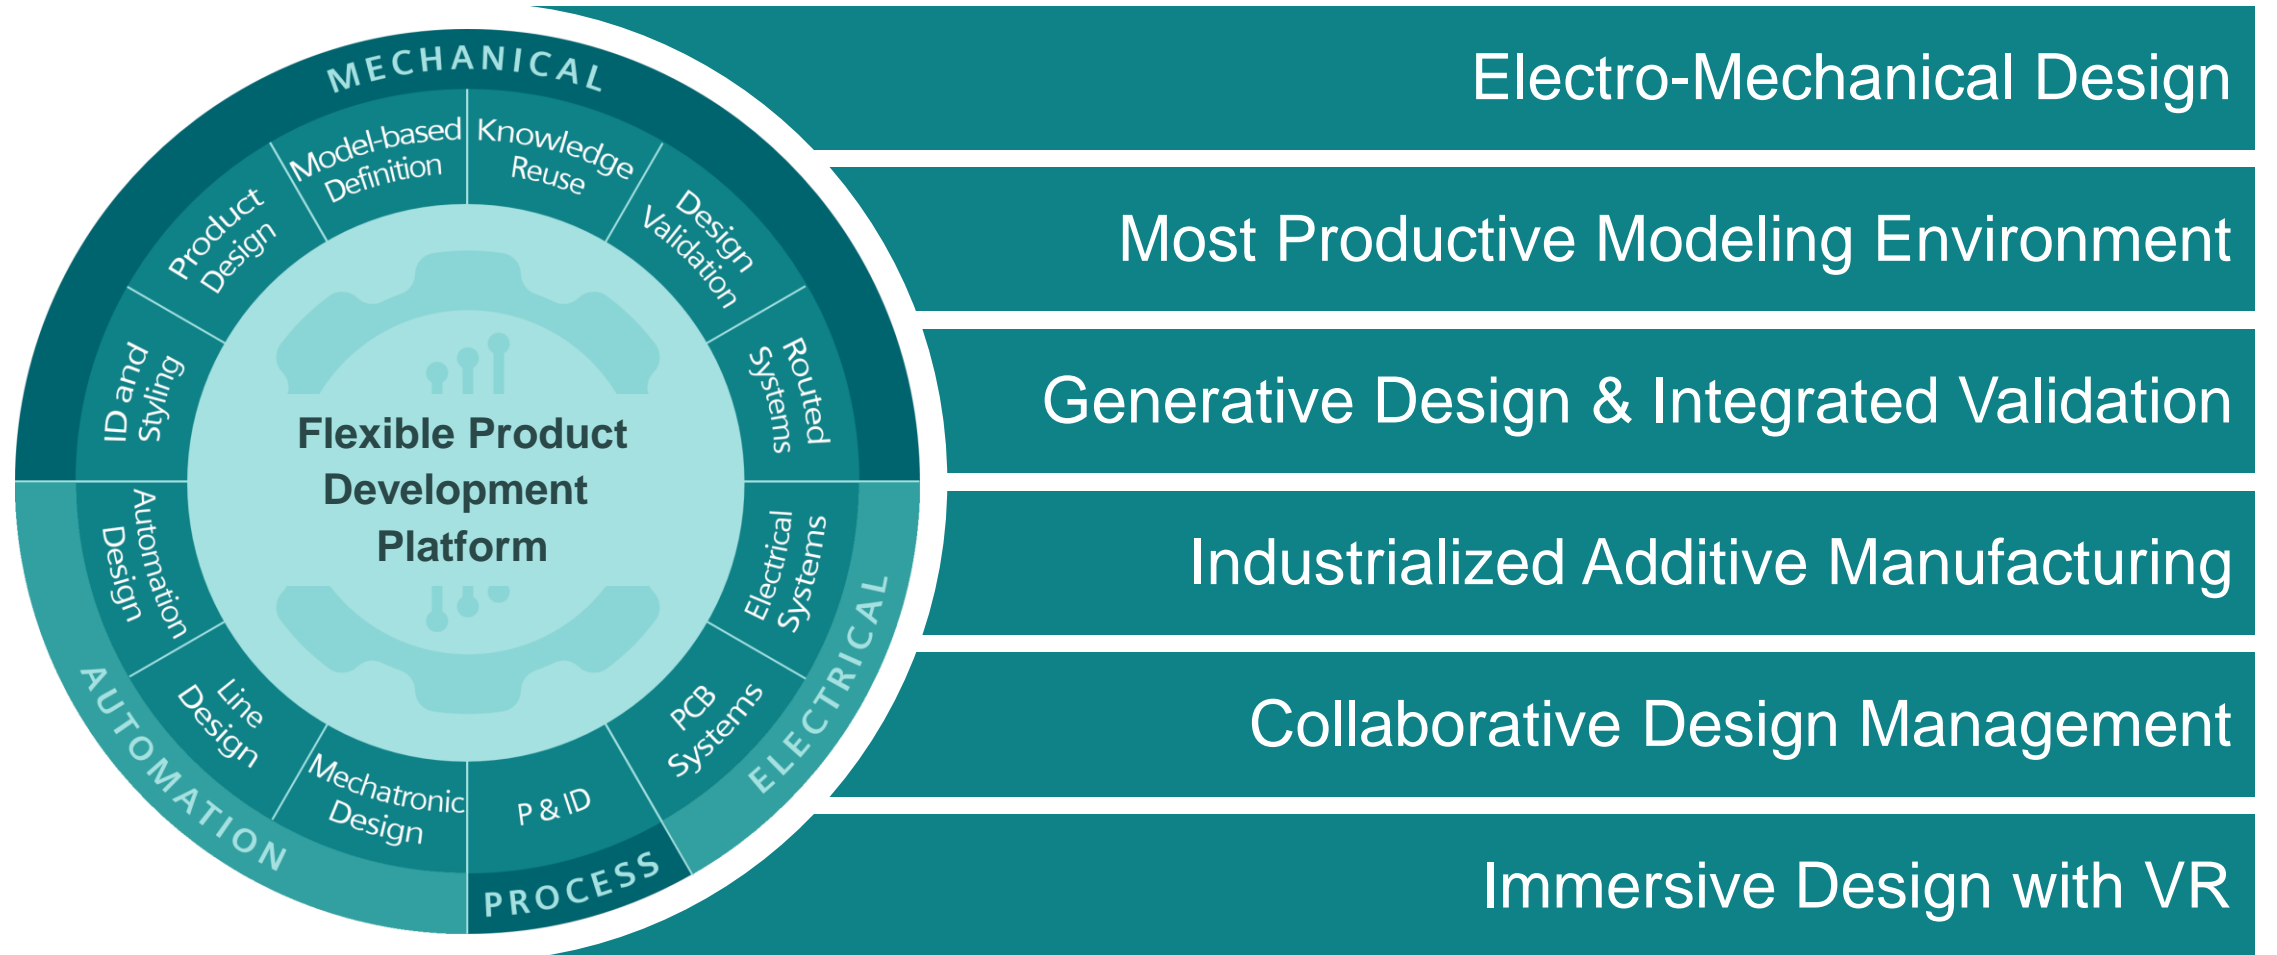 MECHANICAL
Model-based
Definition
Knowledge
Reuse
Design
Validation
Routed
Systems
Product
Design
ID and
Styling
Flexible Product
Development
Platform
Electrical
Systems
PCB
Systems
ELECTRICAL
P & ID
PROCESS
Mechatronic
Design
Line
Design
Automation
Design
AUTOMATION
Electro-Mechanical Design
Most Productive Modeling Environment
Generative Design & Integrated Validation
Industrialized Additive Manufacturing
Collaborative Design Management
Immersive Design with VR